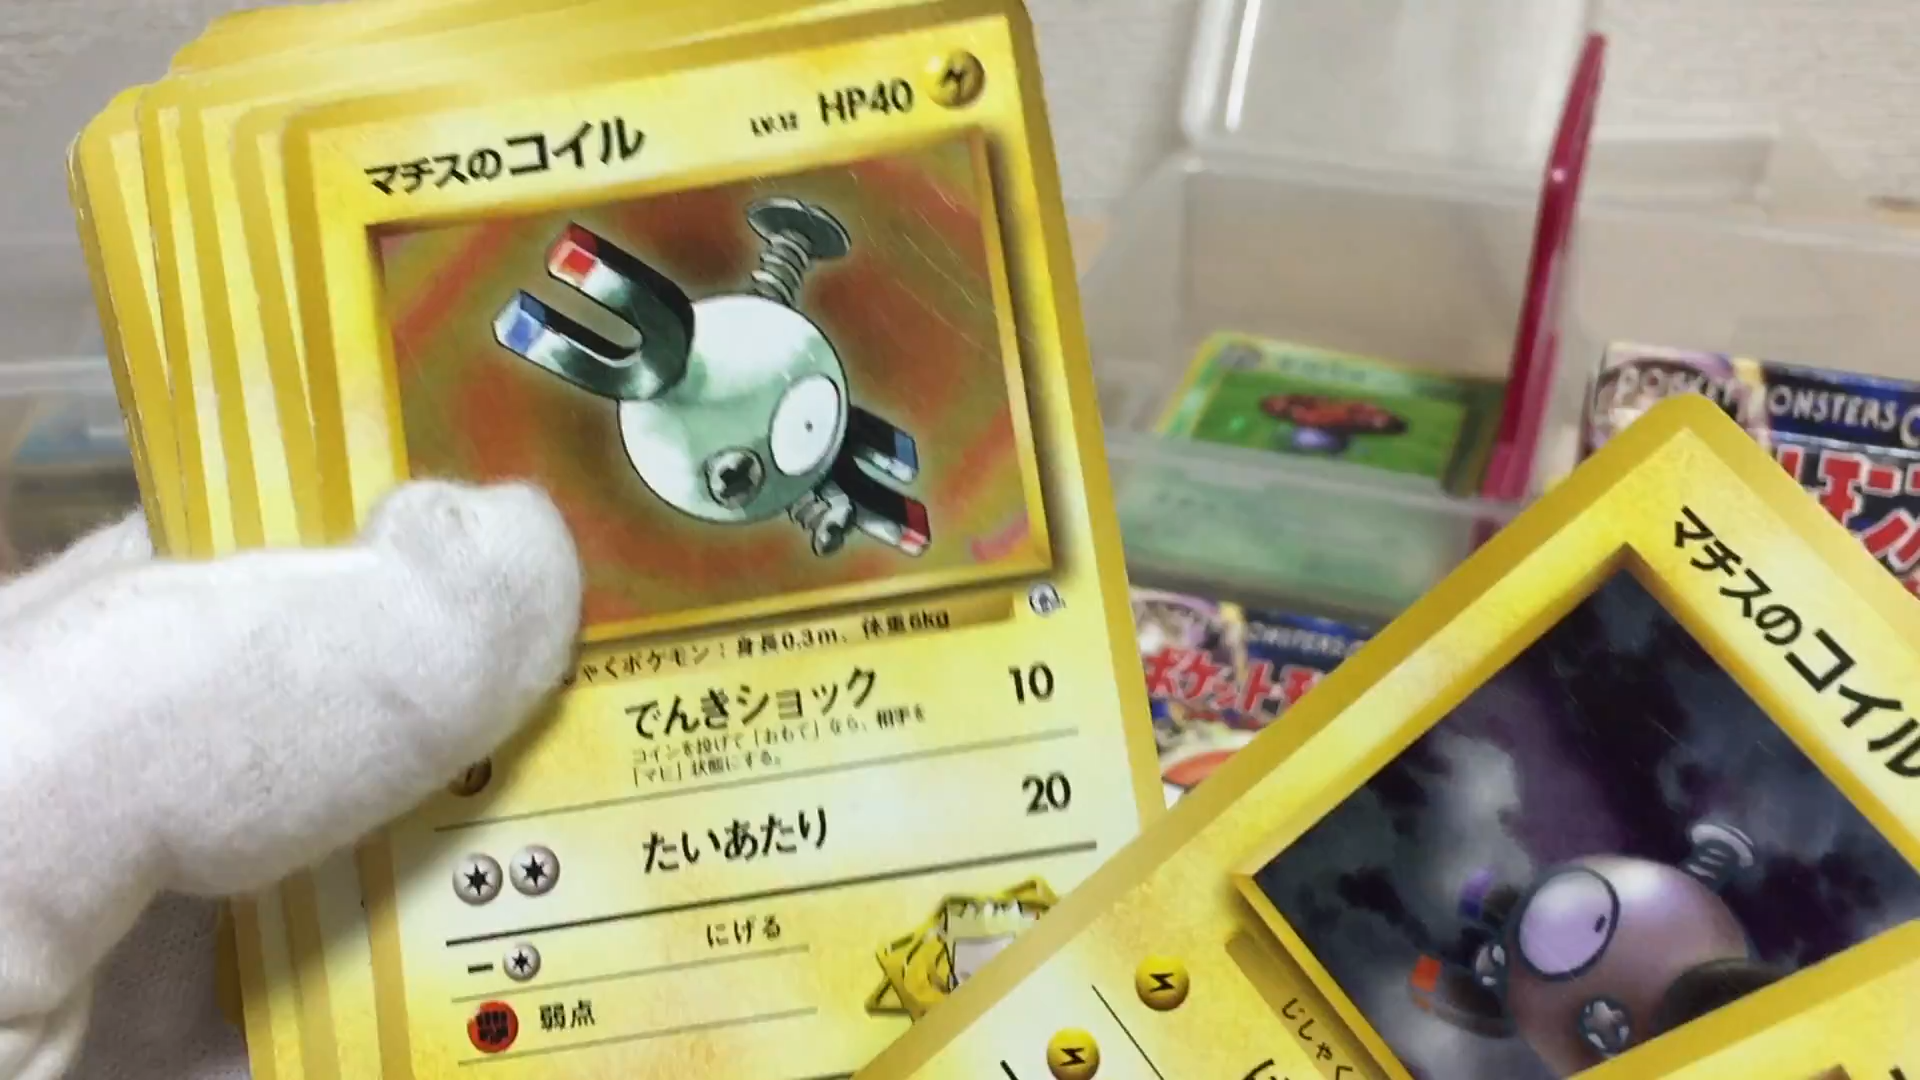 マチスのコイル LV.12 HP40
ゃくポケモン：身長0.3m、体重6kg
でんきショック 10
コインを投げて「おもて」なら、相手を
「マヒ」状態にする。
たいあたり 20
にげる
弱点
マチスのコイル
じしゃく
POCKET MONSTERS C
ONSTERS
ポケット モ